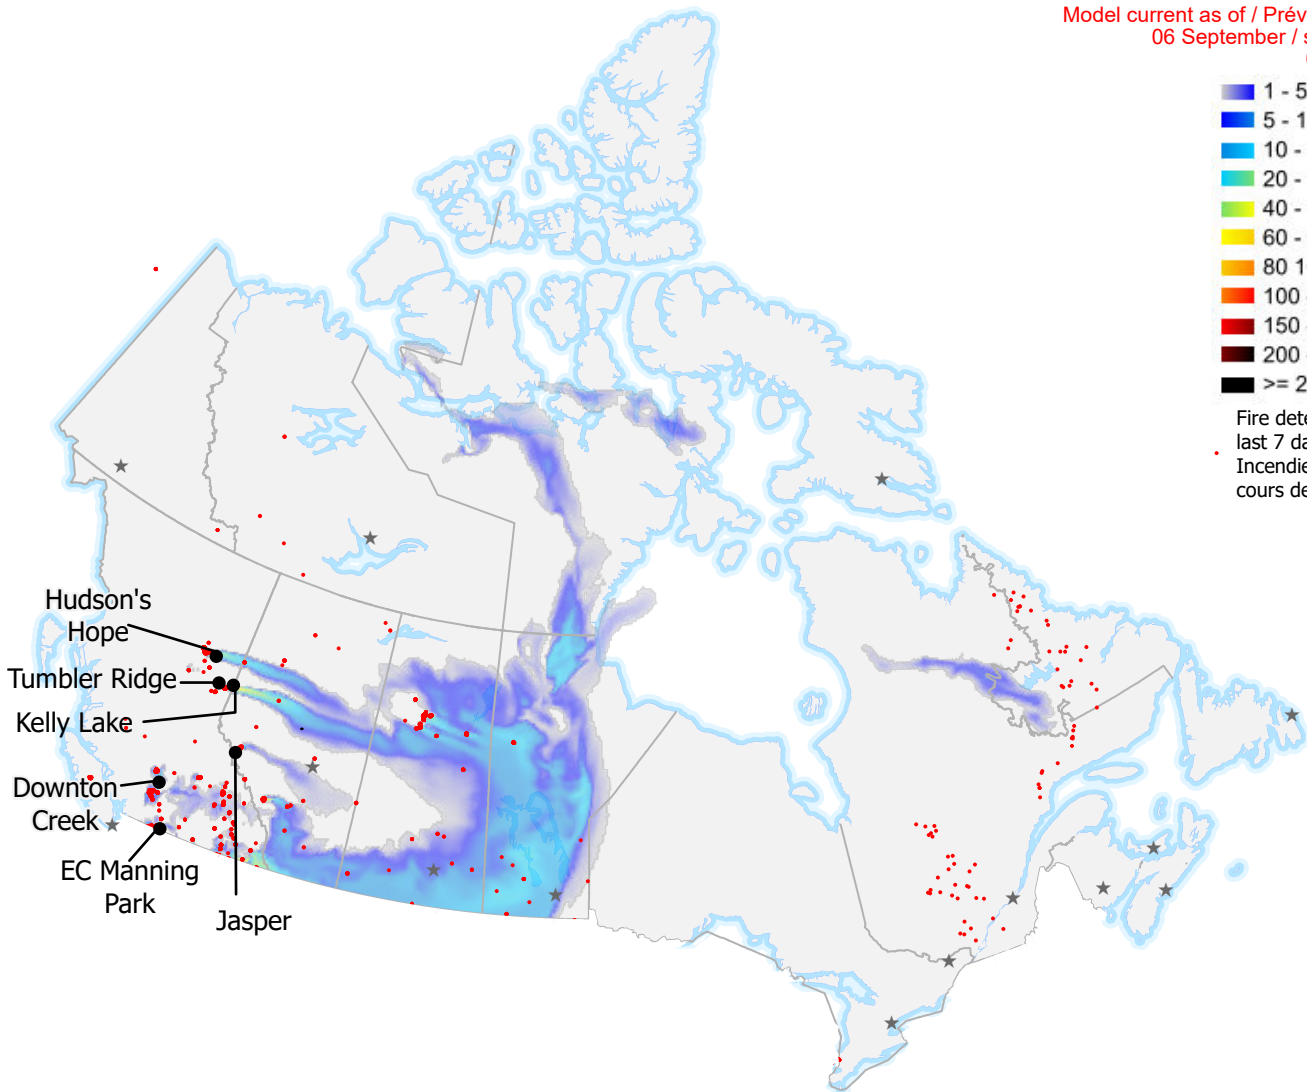 Model current as of / Prév
06 September / s
1 - 5
5 - 1
10 -
20 -
40 -
60 -
80 1
100
150
200
>= 2
Fire dete
last 7 da
Incendie
cours de
Hudson's
Hope
Tumbler Ridge
Kelly Lake
Downton
Creek
EC Manning
Park
Jasper